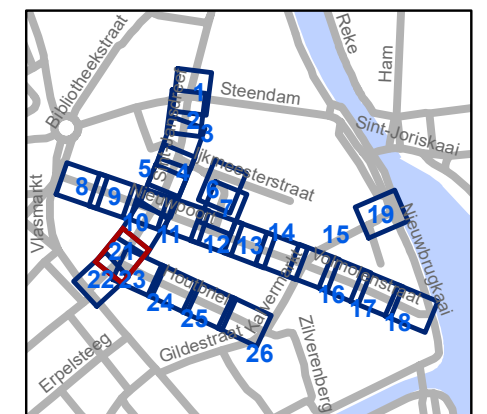 Bibliotheekstraat
Reke
Ham
Steendam
Sint-Joriskaai
Vlasmarkt
Nieuwpoort
Kalvermarkt
Nieuwbrugkaai
Zilverenberg
Gildestraat
Erpelsteeg
1
2
3
4
5
6
7
8
9
10
11
12
13
14
15
16
17
18
19
21
22
23
24
25
26